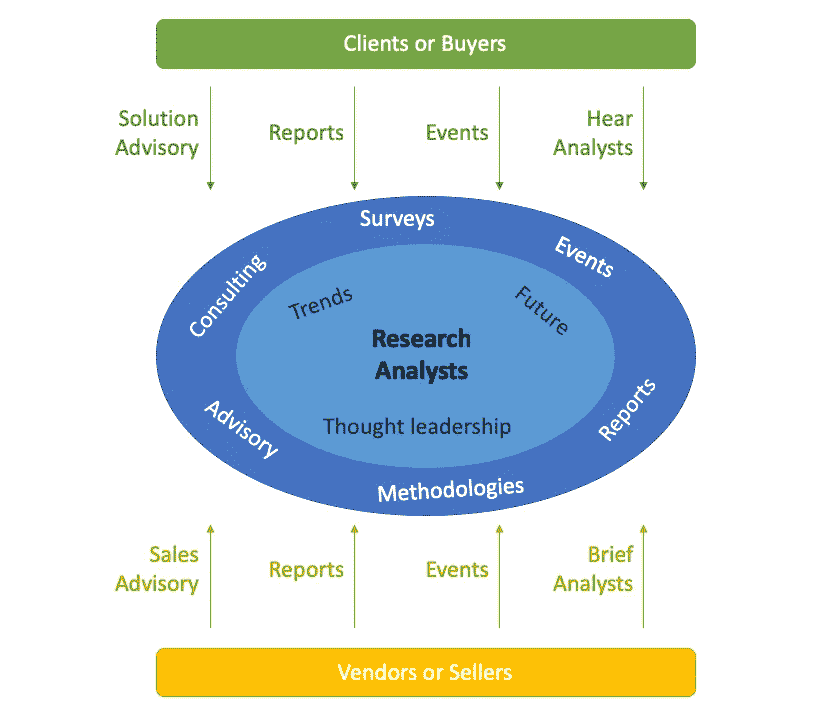 Clients or Buyers
Solution
Advisory
Reports
Events
Hear
Analysts
Surveys
Events
Consulting
Trends
Future
Research
Analysts
Reports
Advisory
Thought leadership
Methodologies
Sales
Advisory
Reports
Events
Brief
Analysts
Vendors or Sellers